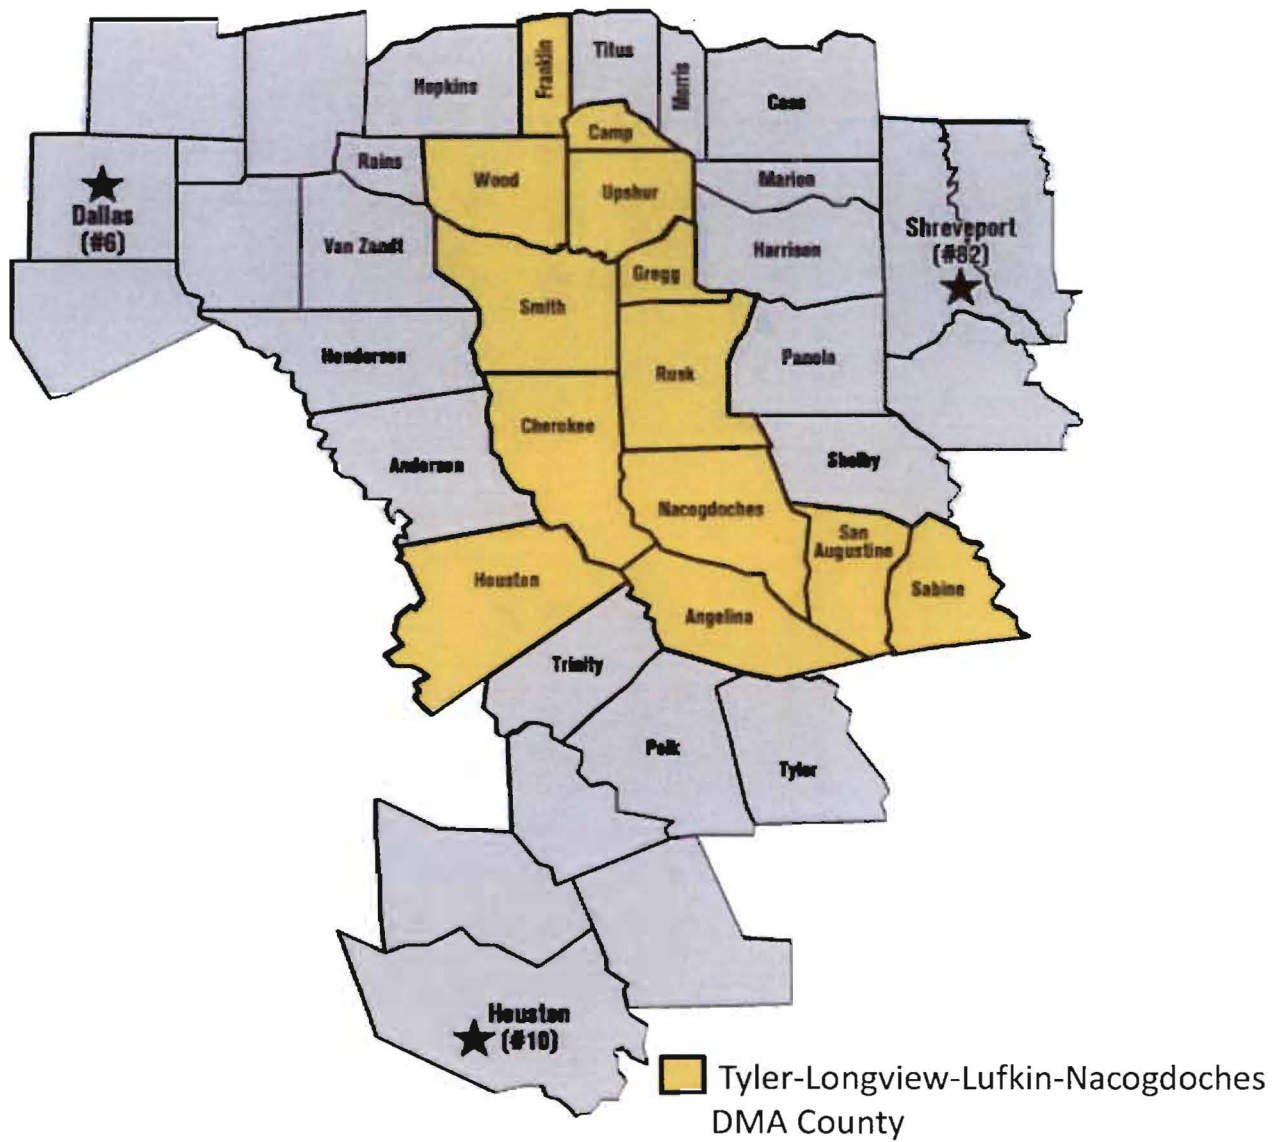 Franklin
Titus
Hopkins
Morris
Cass
Camp
Rains
Wood
Upshur
Marion
Dallas
(#6)
Van Zandt
Shreveport
(#82)
Harrison
Gregg
Smith
Henderson
Rusk
Panola
Cherokee
Anderson
Shelby
Nacogdoches
San
Augustine
Houston
Sabine
Angelina
Trinity
Polk
Tyler
Houston
(#10)
Tyler-Longview-Lufkin-Nacogdoches
DMA County